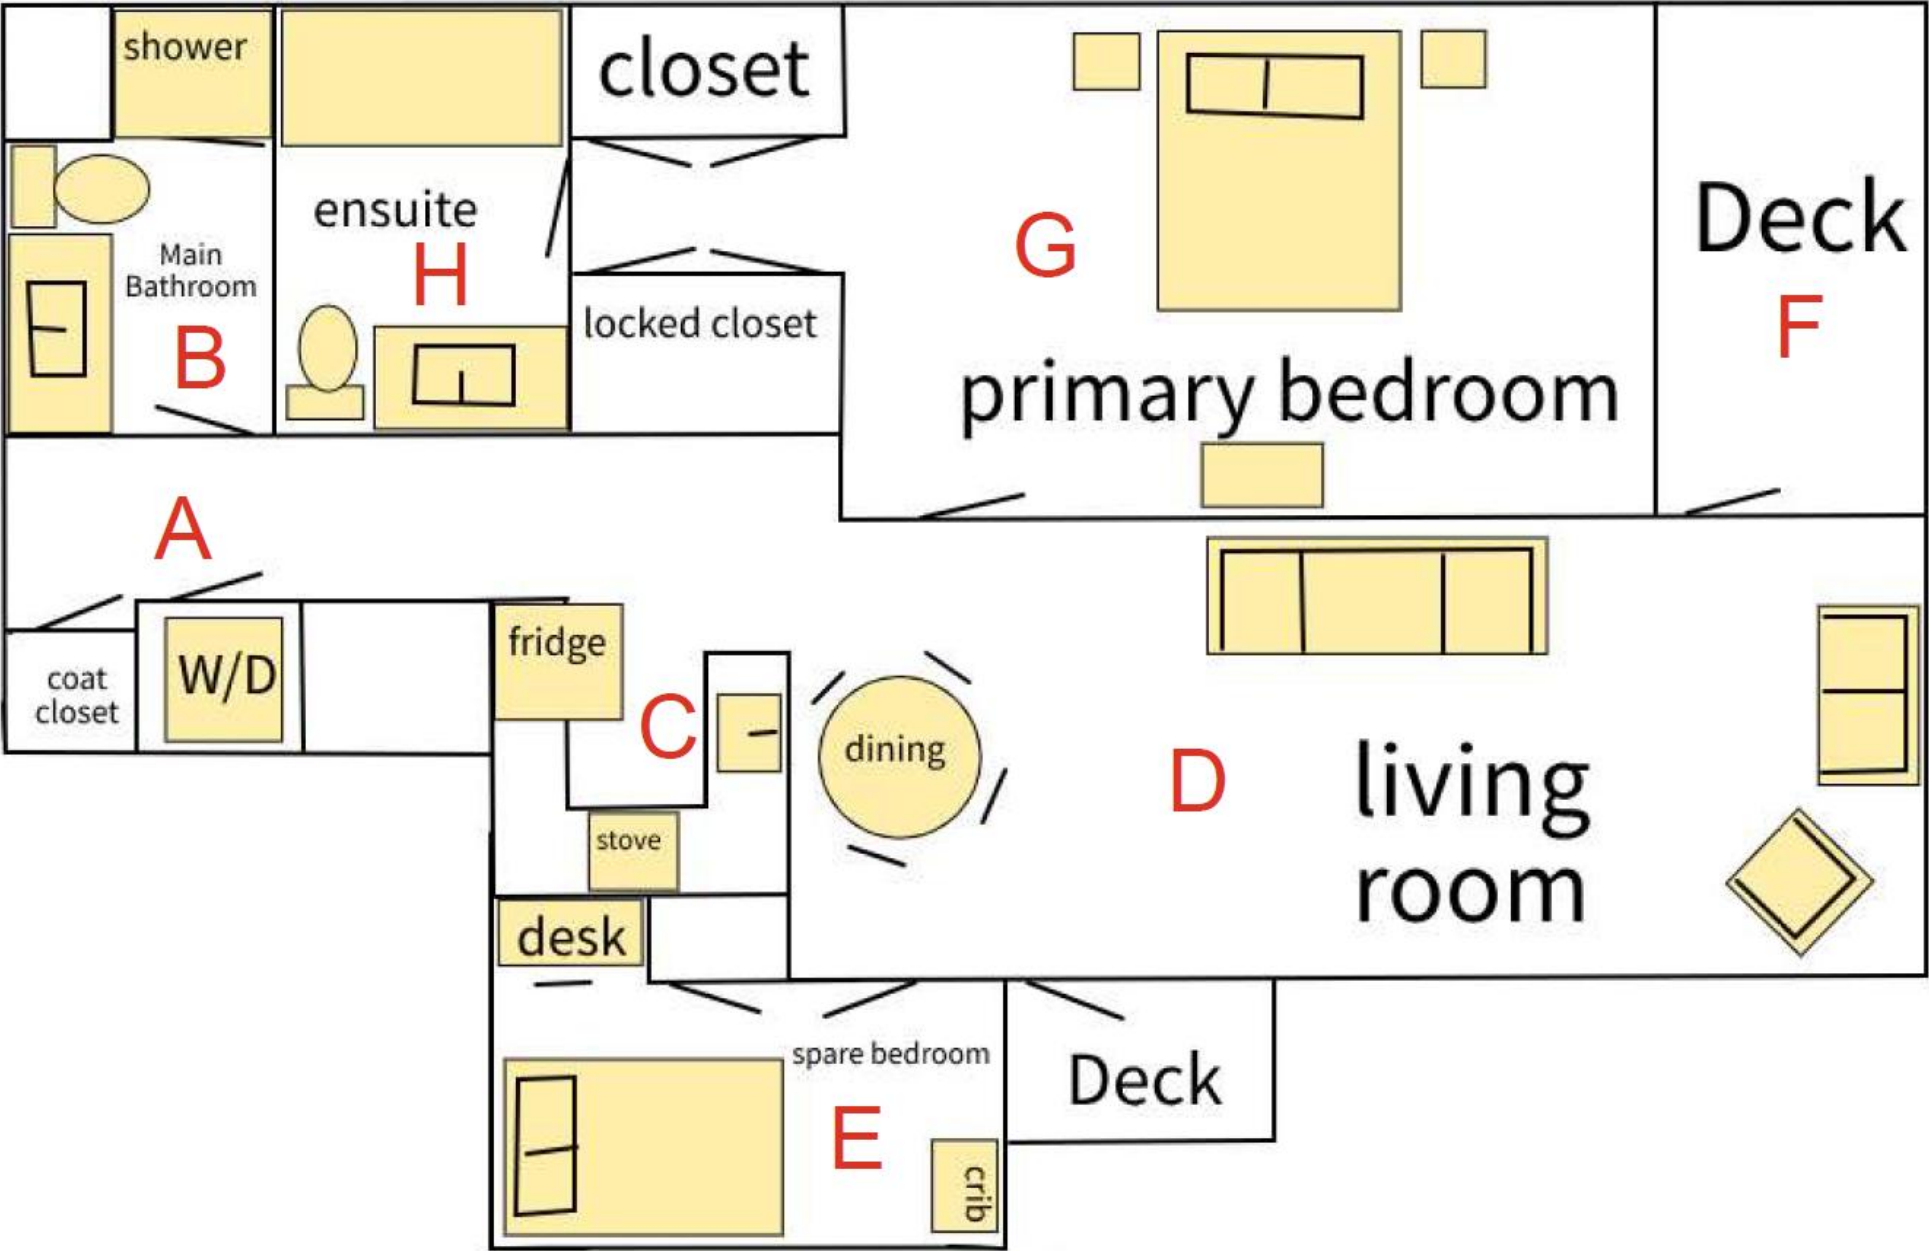 shower
closet
Deck
ensuite
H
G
Main
Bathroom
B
locked closet
F
primary bedroom
A
fridge
W/D
coat
closet
C
dining
D
living
room
stove
desk
spare bedroom
Deck
E
crib